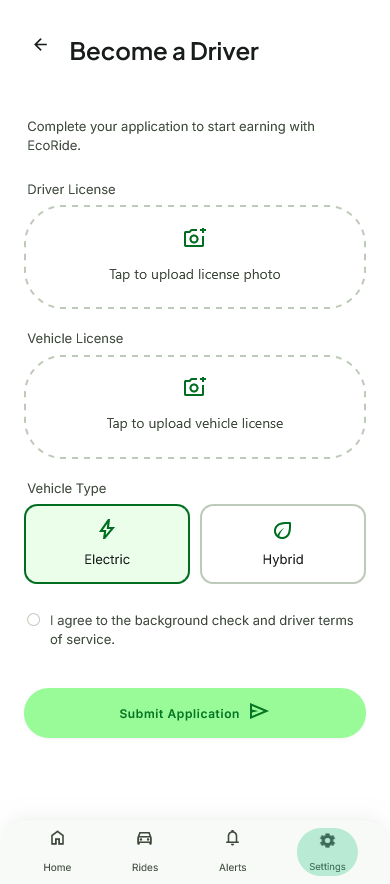 Become a Driver
Complete your application to start earning with
EcoRide.
Driver License
Tap to upload license photo
Vehicle License
Tap to upload vehicle license
Vehicle Type
Electric
Hybrid
I agree to the background check and driver terms
of service.
Submit Application
Home
Rides
Alerts
Settings